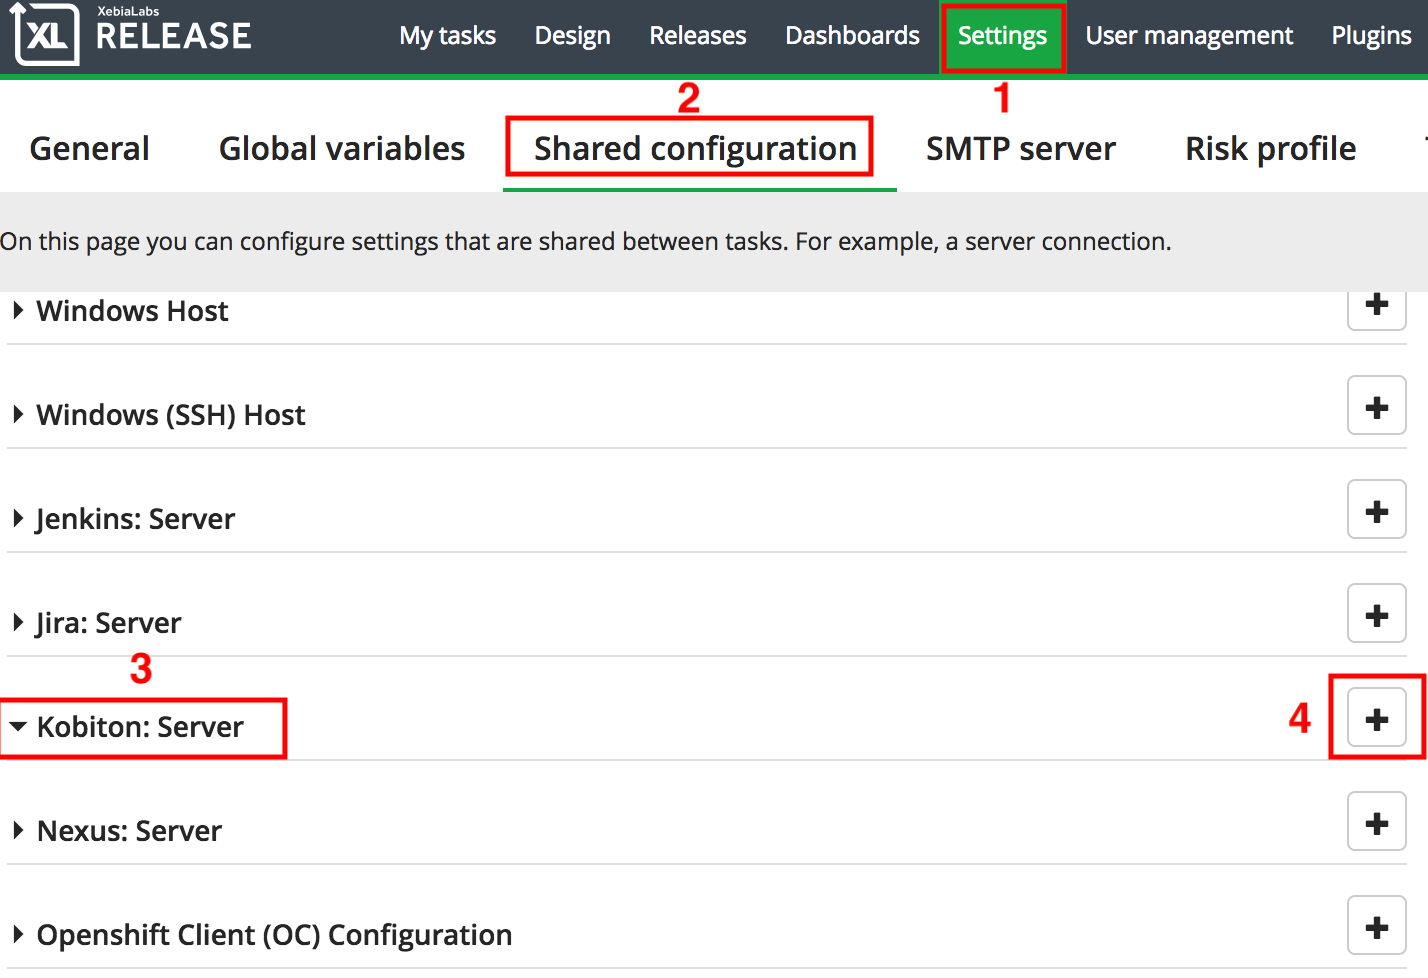 XebiaLabs
XL RELEASE My tasks Design Releases Dashboards Settings User management Plugins
2 1
General Global variables Shared configuration SMTP server Risk profile
On this page you can configure settings that are shared between tasks. For example, a server connection.
Windows Host
Windows (SSH) Host
Jenkins: Server
Jira: Server
3
Kobiton: Server 4
Nexus: Server
Openshift Client (OC) Configuration